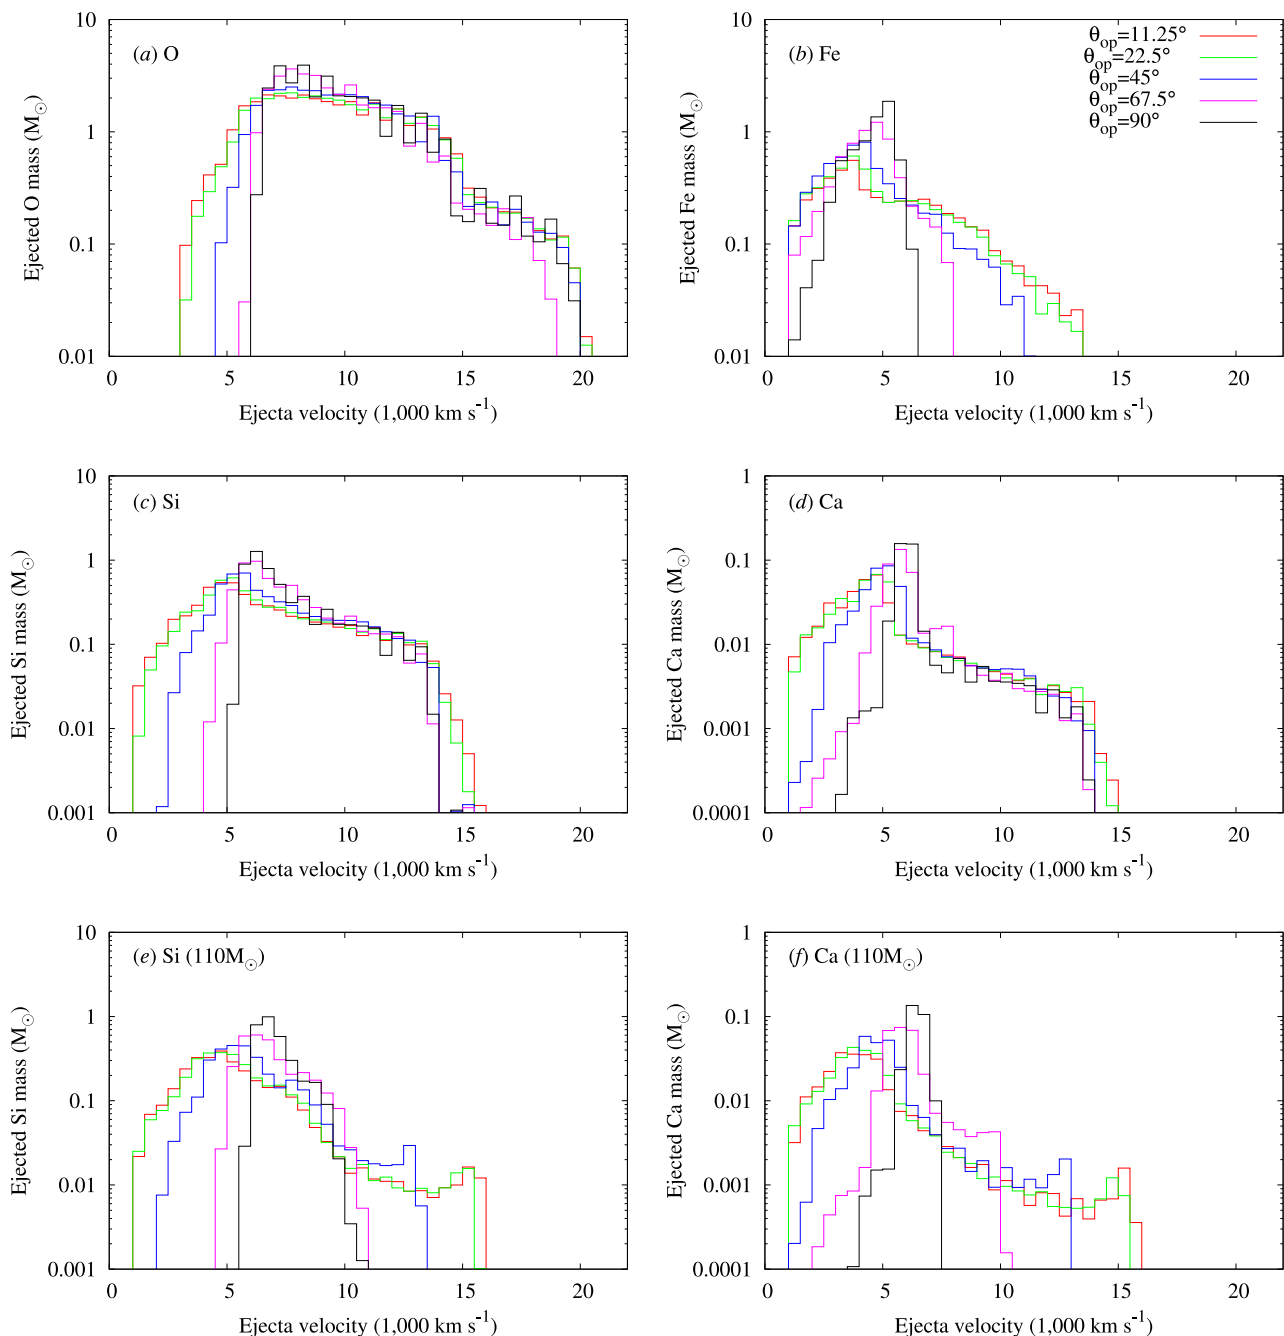 (a) O
10
1
0.1
0.01
Ejected O mass (M☉)
0 5 10 15 20
Ejecta velocity (1,000 km s⁻¹)
(b) Fe
θop=11.25°
θop=22.5°
θop=45°
θop=67.5°
θop=90°
10
1
0.1
0.01
Ejected Fe mass (M☉)
0 5 10 15 20
Ejecta velocity (1,000 km s⁻¹)
(c) Si
10
1
0.1
0.01
0.001
Ejected Si mass (M☉)
0 5 10 15 20
Ejecta velocity (1,000 km s⁻¹)
(d) Ca
1
0.1
0.01
0.001
0.0001
Ejected Ca mass (M☉)
0 5 10 15 20
Ejecta velocity (1,000 km s⁻¹)
(e) Si (110M☉)
10
1
0.1
0.01
0.001
Ejected Si mass (M☉)
0 5 10 15 20
Ejecta velocity (1,000 km s⁻¹)
(f) Ca (110M☉)
1
0.1
0.01
0.001
0.0001
Ejected Ca mass (M☉)
0 5 10 15 20
Ejecta velocity (1,000 km s⁻¹)